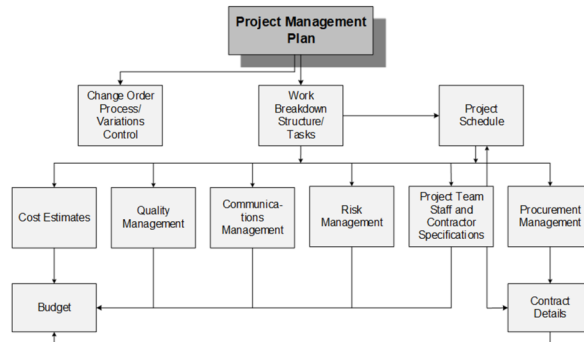 Project Management
Plan
Change Order
Process/
Variations
Control
Work
Breakdown
Structure/
Tasks
Project
Schedule
Cost Estimates
Quality
Management
Communica-
tions
Management
Risk
Management
Project Team
Staff and
Contractor
Specifications
Procurement
Management
Budget
Contract
Details